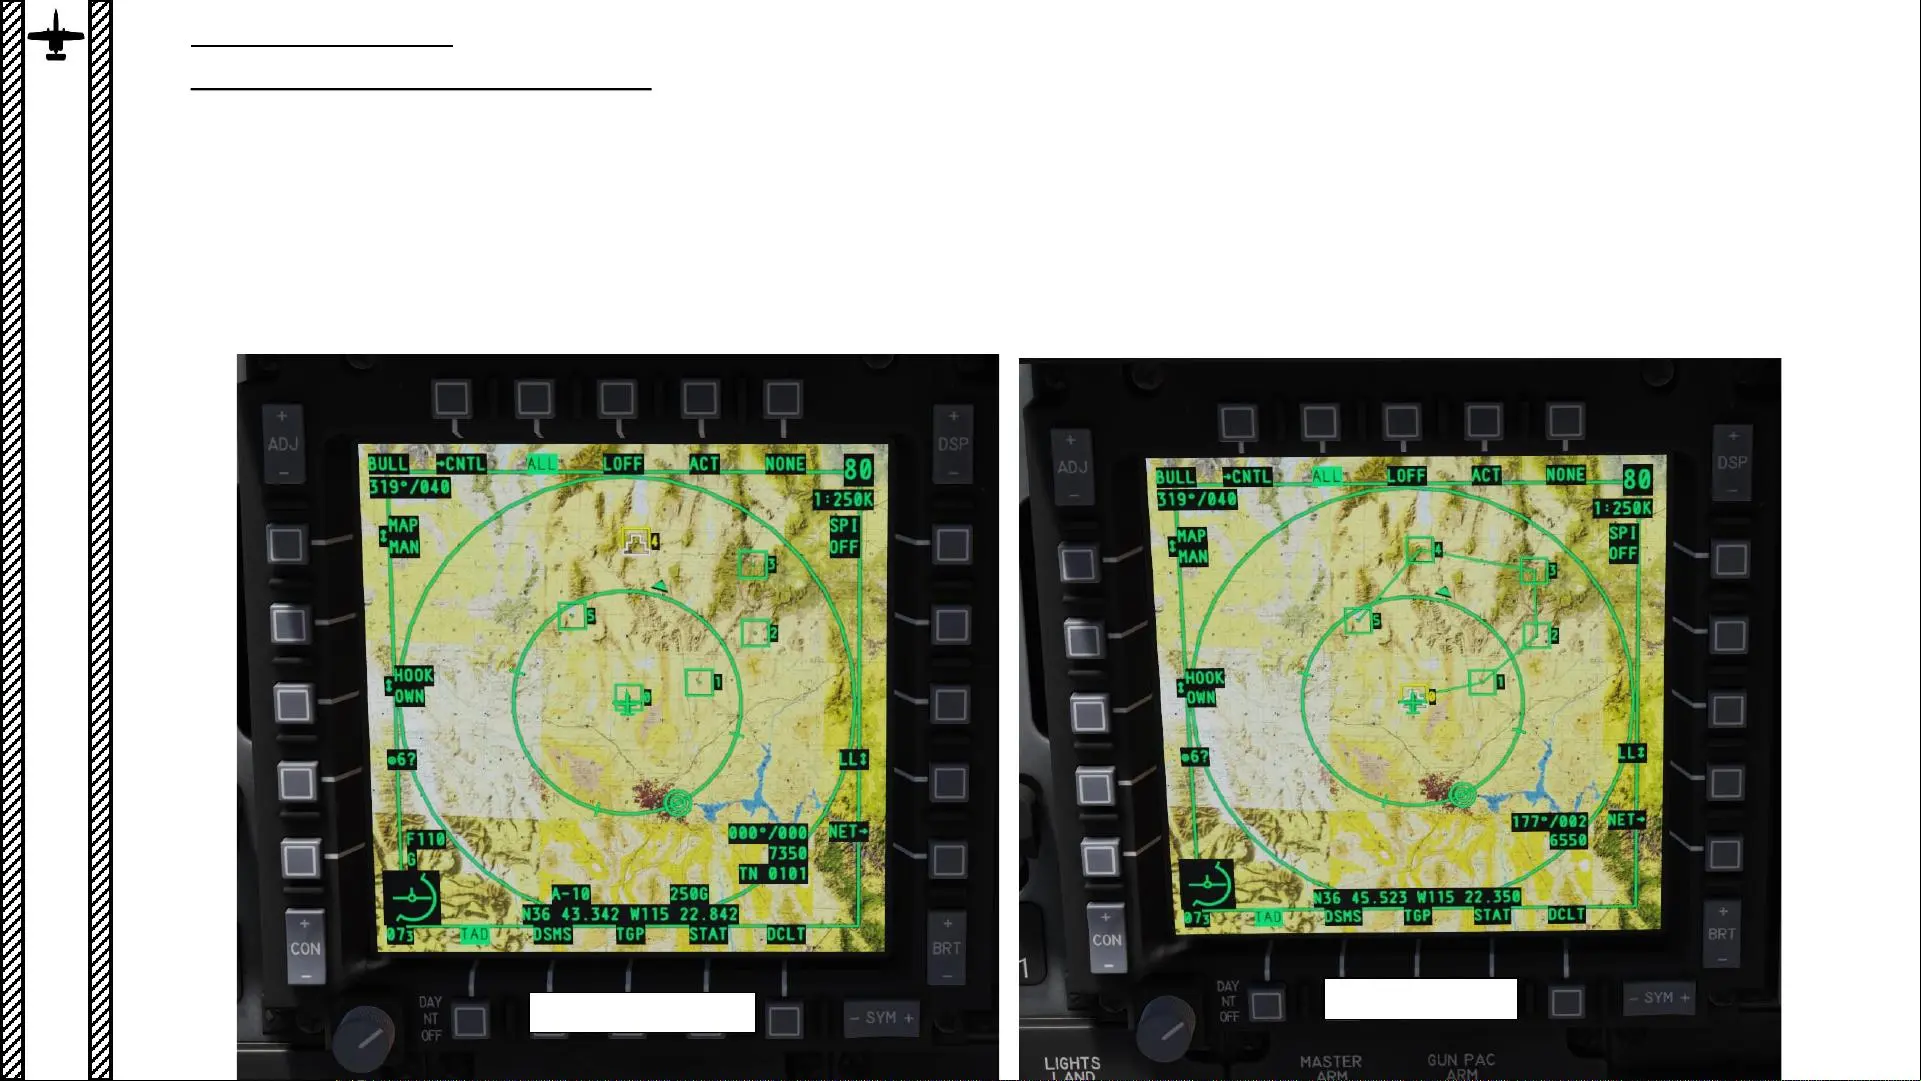 ADJ
DSP
BULL →CNTL ALL LOFF ACT NONE 80
319°/040
1:250K
MAP
MAN
SPI
OFF
4
3
5
2
1
0
HOOK
OWN
●6?
LL↕
000°/000
NET→
7350
TN 0101
F110
G
A-10 250G
N36 43.342 W115 22.842
073 TAD DSMS TGP STAT DCLT
CON
BRT
DAY
NT
OFF
- SYM +
ADJ
DSP
BULL →CNTL ALL LOFF ACT NONE 80
319°/040
1:250K
MAP
MAN
SPI
OFF
4
3
5
2
1
0
HOOK
OWN
●6?
LL↕
177°/002
NET→
6550
N36 45.523 W115 22.350
073 TAD DSMS TGP STAT DCLT
CON
BRT
DAY
NT
OFF
- SYM +
LIGHTS
LAND
MASTER
ARM
GUN PAC
ARM